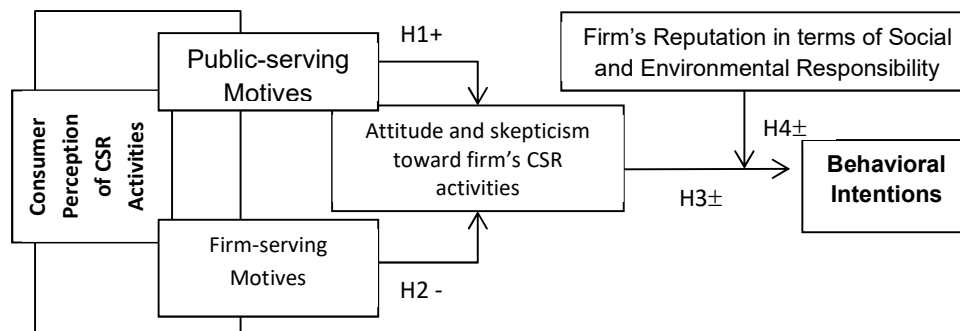 Consumer
Perception
of CSR
Activities
Public-serving
Motives
H1+
Firm-serving
Motives
H2 -
Attitude and skepticism
toward firm's CSR
activities
Firm's Reputation in terms of Social
and Environmental Responsibility
H4±
H3±
Behavioral
Intentions